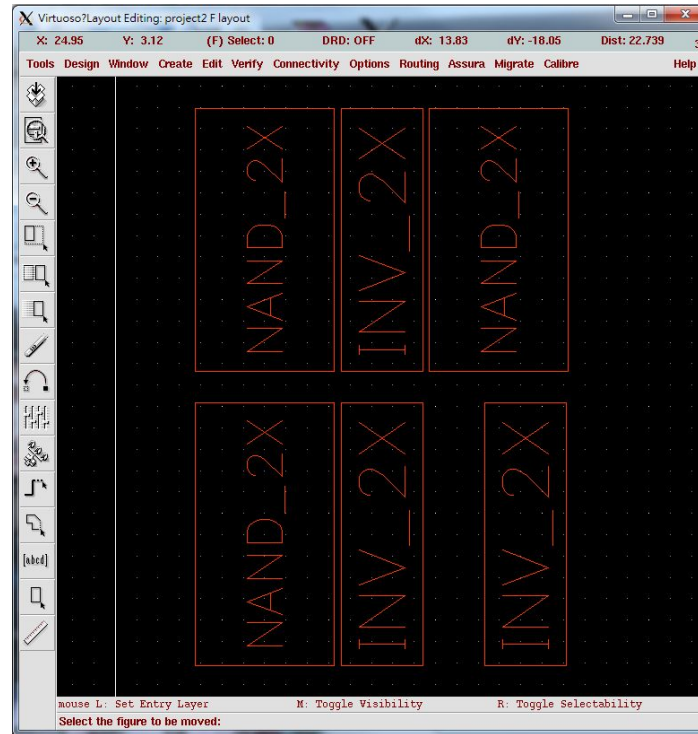 Virtuoso?Layout Editing: project2 F layout
X: 24.95 Y: 3.12 (F) Select: 0 DRD: OFF dX: 13.83 dY: -18.05 Dist: 22.739 3
Tools Design Window Create Edit Verify Connectivity Options Routing Assura Migrate Calibre Help
NAND_2X INV_2X NAND_2X
NAND_2X INV_2X INV_2X
[abcd]
mouse L: Set Entry Layer M: Toggle Visibility R: Toggle Selectability
Select the figure to be moved: